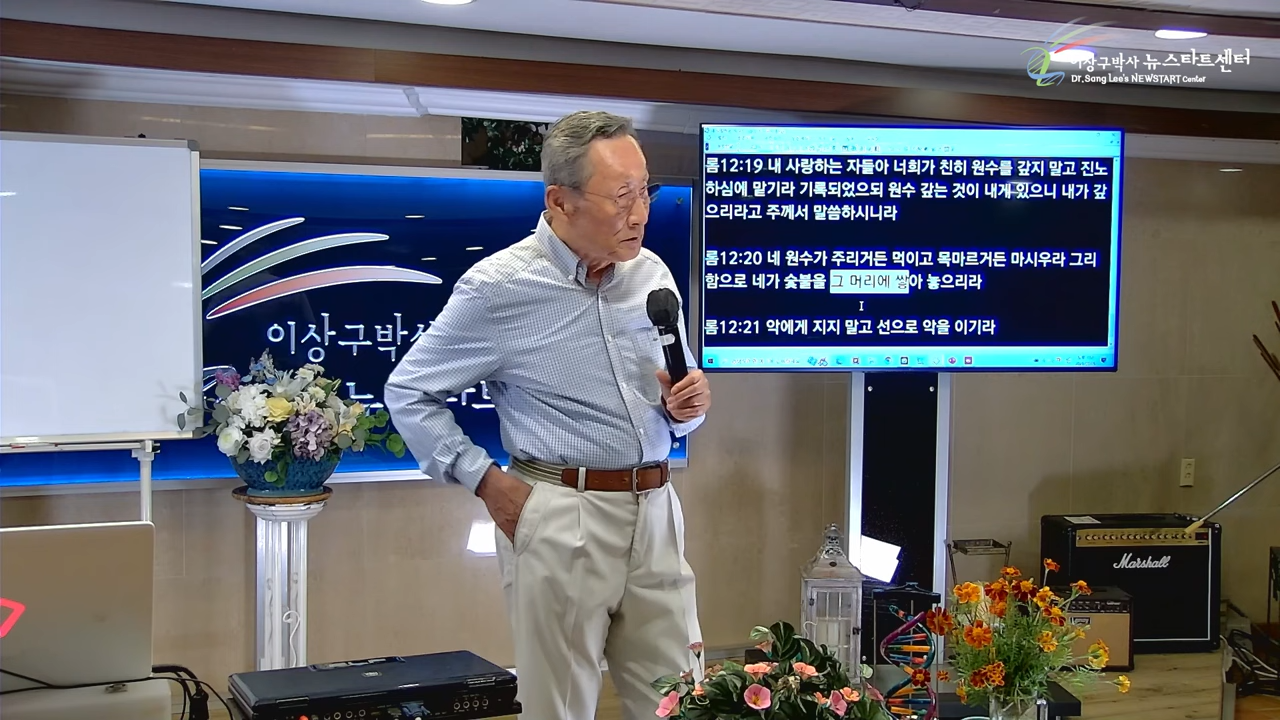 이상구박사 뉴스타트센터
Dr. Sang Lee's NEWSTART Center
롬12:19 내 사랑하는 자들아 너희가 친히 원수를 갚지 말고 진노
하심에 맡기라 기록되었으되 원수 갚는 것이 내게 있으니 내가 갚
으리라고 주께서 말씀하시니라
롬12:20 네 원수가 주리거든 먹이고 목마르거든 마시우라 그리
함으로 네가 숯불을 그 머리에 쌓아 놓으리라
롬12:21 악에게 지지 말고 선으로 악을 이기라
이상구박사
뉴
Marshall
Laney